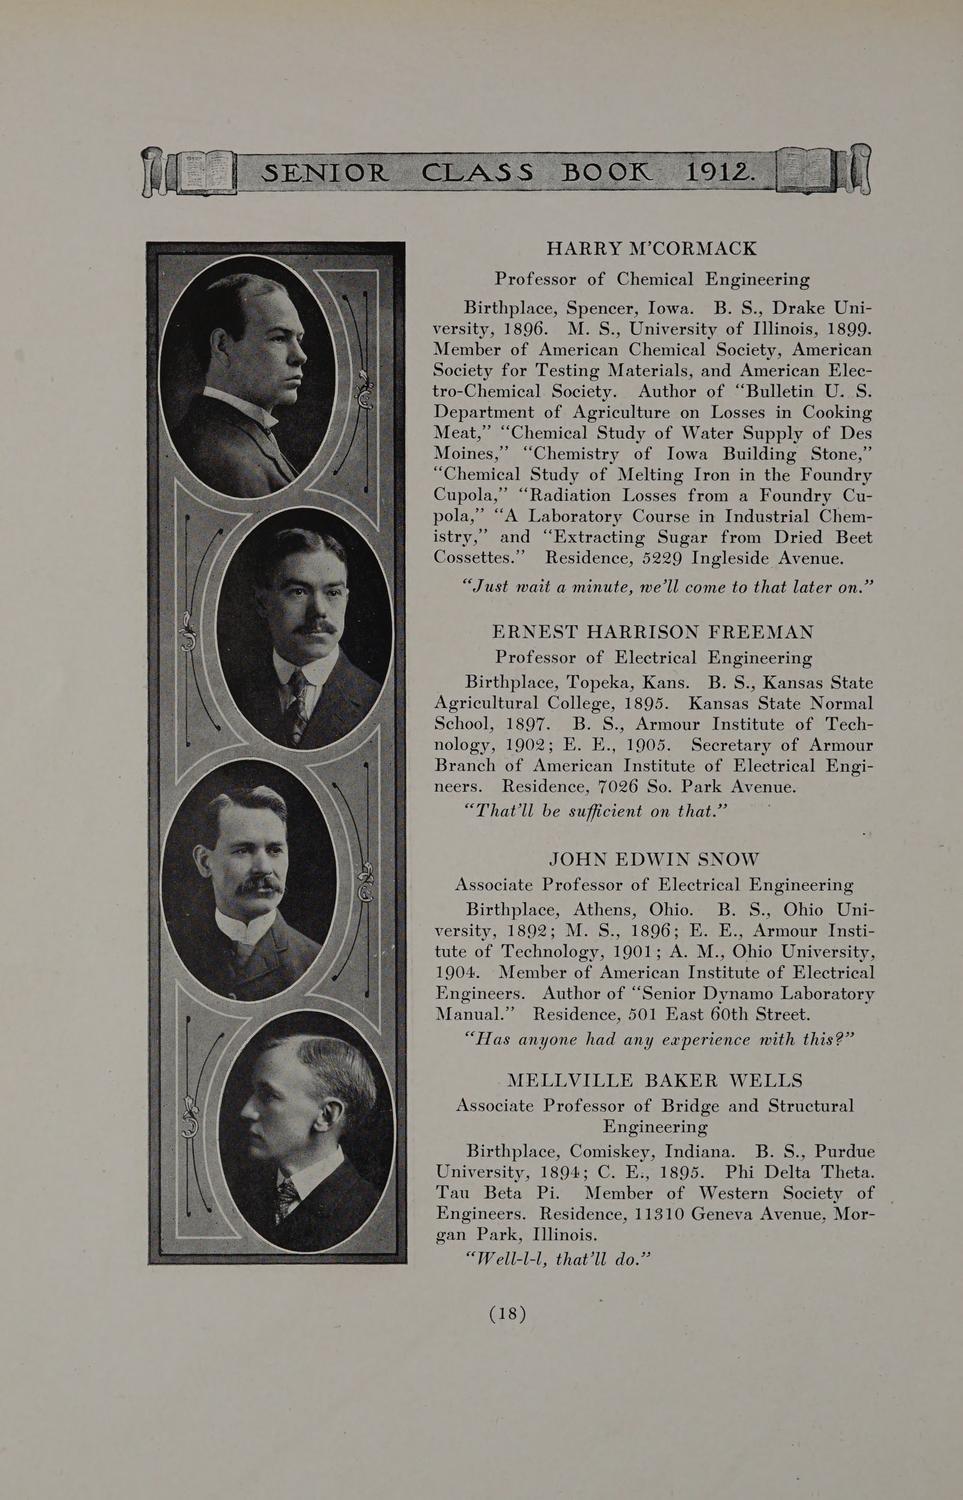 SENIOR CLASS BOOK 1912.
HARRY M'CORMACK
Professor of Chemical Engineering
Birthplace, Spencer, Iowa. B. S., Drake Uni-
versity, 1896. M. S., University of Illinois, 1899.
Member of American Chemical Society, American
Society for Testing Materials, and American Elec-
tro-Chemical Society. Author of "Bulletin U. S.
Department of Agriculture on Losses in Cooking
Meat," "Chemical Study of Water Supply of Des
Moines," "Chemistry of Iowa Building Stone,"
"Chemical Study of Melting Iron in the Foundry
Cupola," "Radiation Losses from a Foundry Cu-
pola," "A Laboratory Course in Industrial Chem-
istry," and "Extracting Sugar from Dried Beet
Cossettes." Residence, 5229 Ingleside Avenue.
"Just wait a minute, we'll come to that later on."
ERNEST HARRISON FREEMAN
Professor of Electrical Engineering
Birthplace, Topeka, Kans. B. S., Kansas State
Agricultural College, 1895. Kansas State Normal
School, 1897. B. S., Armour Institute of Tech-
nology, 1902; E. E., 1905. Secretary of Armour
Branch of American Institute of Electrical Engi-
neers. Residence, 7026 So. Park Avenue.
"That'll be sufficient on that."
JOHN EDWIN SNOW
Associate Professor of Electrical Engineering
Birthplace, Athens, Ohio. B. S., Ohio Uni-
versity, 1892; M. S., 1896; E. E., Armour Insti-
tute of Technology, 1901; A. M., Ohio University,
1904. Member of American Institute of Electrical
Engineers. Author of "Senior Dynamo Laboratory
Manual." Residence, 501 East 60th Street.
"Has anyone had any experience with this?"
MELLVILLE BAKER WELLS
Associate Professor of Bridge and Structural
Engineering
Birthplace, Comiskey, Indiana. B. S., Purdue
University, 1894; C. E., 1895. Phi Delta Theta.
Tau Beta Pi. Member of Western Society of
Engineers. Residence, 11310 Geneva Avenue, Mor-
gan Park, Illinois.
"Well-l-l, that'll do."
(18)